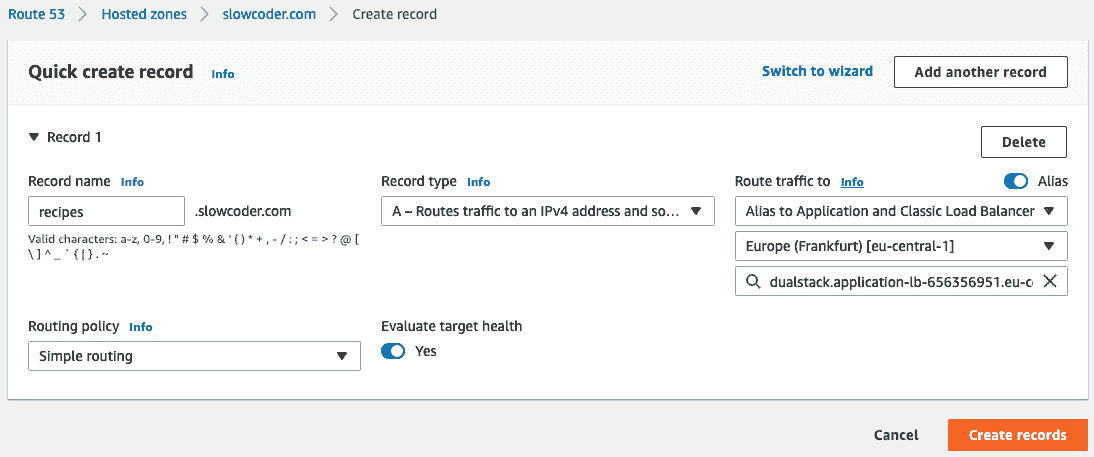 Route 53 > Hosted zones > slowcoder.com > Create record
Quick create record Info
Switch to wizard
Add another record
▼ Record 1
Delete
Record name Info
recipes
.slowcoder.com
Valid characters: a-z, 0-9, ! " # $ % & ' ( ) * + , - / : ; < = > ? @ [
\ ] ^ _ ` { | } . ~
Record type Info
A – Routes traffic to an IPv4 address and so...
Route traffic to Info
Alias
Alias to Application and Classic Load Balancer
Europe (Frankfurt) [eu-central-1]
dualstack.application-lb-656356951.eu-c
Routing policy Info
Simple routing
Evaluate target health
Yes
Cancel
Create records